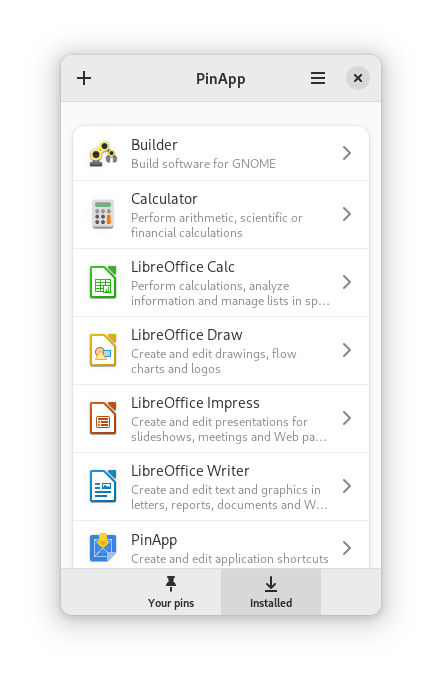 PinApp
Builder
Build software for GNOME
Calculator
Perform arithmetic, scientific or
financial calculations
LibreOffice Calc
Perform calculations, analyze
information and manage lists in sp…
LibreOffice Draw
Create and edit drawings, flow
charts and logos
LibreOffice Impress
Create and edit presentations for
slideshows, meetings and Web pa…
LibreOffice Writer
Create and edit text and graphics in
letters, reports, documents and W…
PinApp
Create and edit application shortcuts
Your pins
Installed